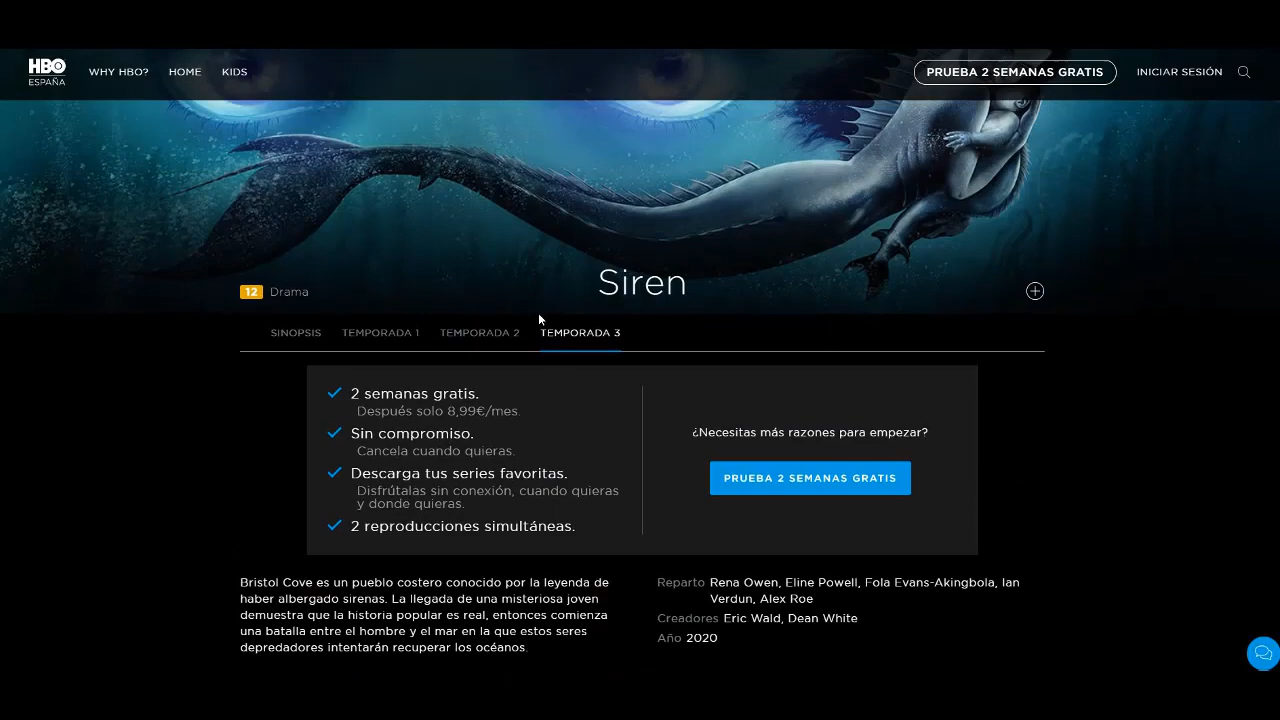 HBO
ESPAÑA
WHY HBO?
HOME
KIDS
PRUEBA 2 SEMANAS GRATIS
INICIAR SESIÓN
12
Drama
Siren
SINOPSIS
TEMPORADA 1
TEMPORADA 2
TEMPORADA 3
2 semanas gratis.
Después solo 8,99€/mes.
Sin compromiso.
Cancela cuando quieras.
Descarga tus series favoritas.
Disfrútalas sin conexión, cuando quieras
y donde quieras.
2 reproducciones simultáneas.
¿Necesitas más razones para empezar?
PRUEBA 2 SEMANAS GRATIS
Bristol Cove es un pueblo costero conocido por la leyenda de
haber albergado sirenas. La llegada de una misteriosa joven
demuestra que la historia popular es real, entonces comienza
una batalla entre el hombre y el mar en la que estos seres
depredadores intentarán recuperar los océanos.
Reparto Rena Owen, Eline Powell, Fola Evans-Akingbola, Ian
Verdun, Alex Roe
Creadores Eric Wald, Dean White
Año 2020